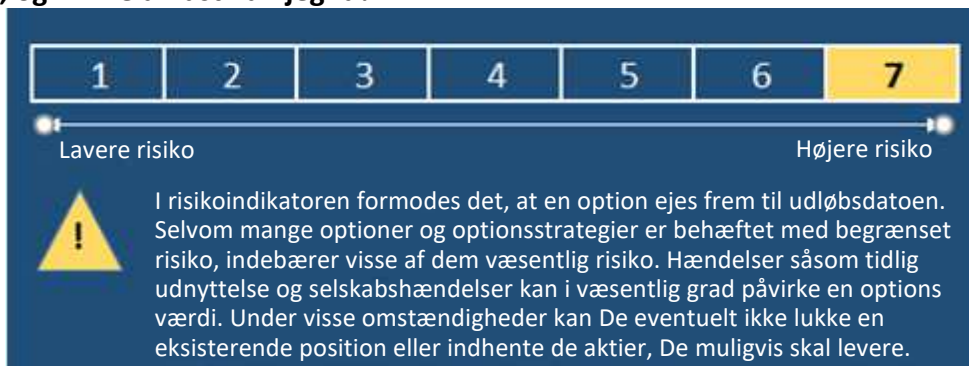 1 2 3 4 5 6 7
Lavere risiko Højere risiko
!
I risikoindikatoren formodes det, at en option ejes frem til udløbsdatoen.
Selvom mange optioner og optionsstrategier er behæftet med begrænset
risiko, indebærer visse af dem væsentlig risiko. Hændelser såsom tidlig
udnyttelse og selskabshændelser kan i væsentlig grad påvirke en options
værdi. Under visse omstændigheder kan De eventuelt ikke lukke en
eksisterende position eller indhente de aktier, De muligvis skal levere.